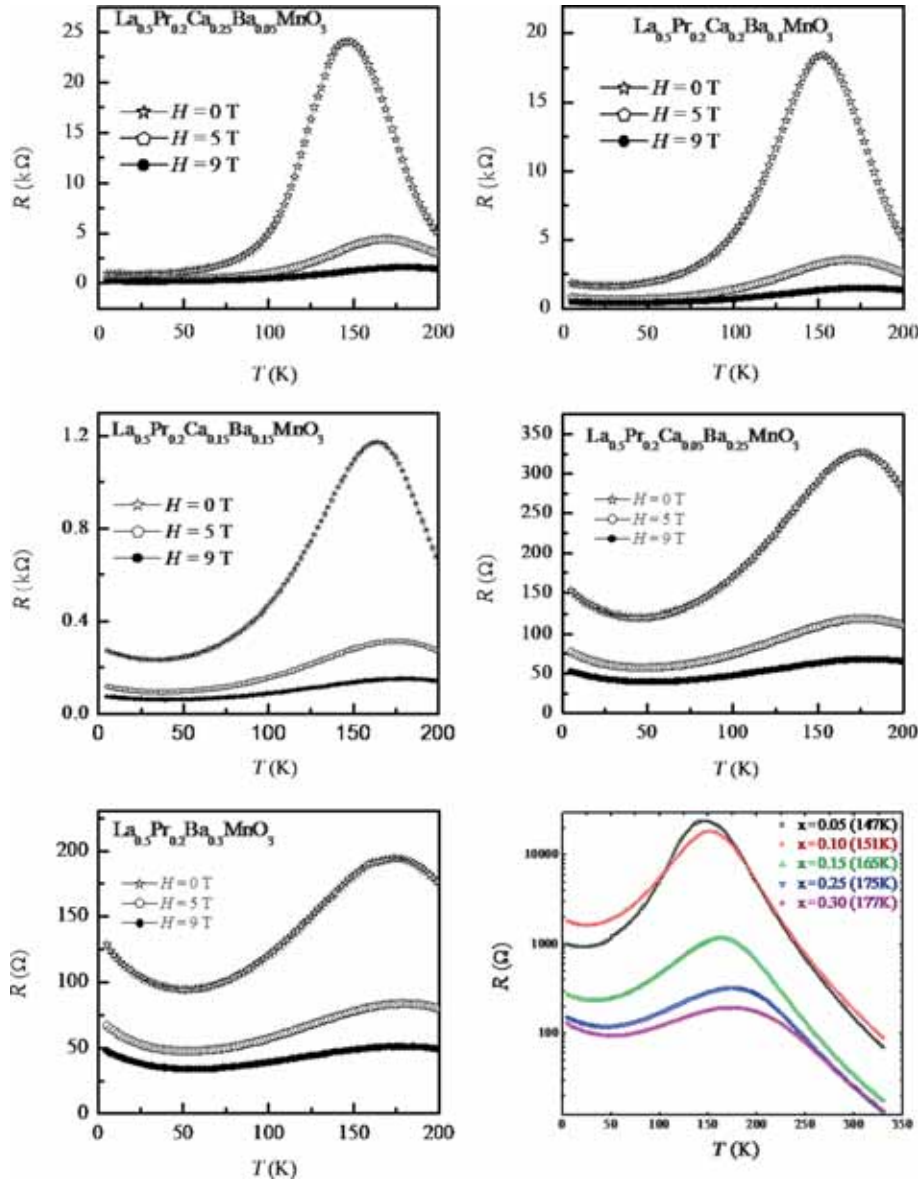 La0.5Pr0.2Ca0.25Ba0.05MnO3
H = 0 T
H = 5 T
H = 9 T
R (kΩ)
25
20
15
10
5
0
0 50 100 150 200
T (K)
La0.5Pr0.2Ca0.2Ba0.1MnO3
H = 0 T
H = 5 T
H = 9 T
R (kΩ)
20
15
10
5
0
0 50 100 150 200
T (K)
La0.5Pr0.2Ca0.15Ba0.15MnO3
H = 0 T
H = 5 T
H = 9 T
R (kΩ)
1.2
0.8
0.4
0.0
0 50 100 150 200
T (K)
La0.5Pr0.2Ca0.05Ba0.25MnO3
H = 0 T
H = 5 T
H = 9 T
R (Ω)
350
300
250
200
150
100
50
0
0 50 100 150 200
T (K)
La0.5Pr0.2Ba0.3MnO3
H = 0 T
H = 5 T
H = 9 T
R (Ω)
200
150
100
50
0
0 50 100 150 200
T (K)
x=0.05 (147K)
x=0.10 (151K)
x=0.15 (165K)
x=0.25 (175K)
x=0.30 (177K)
R (Ω)
10000
1000
100
0 50 100 150 200 250 300 350
T (K)